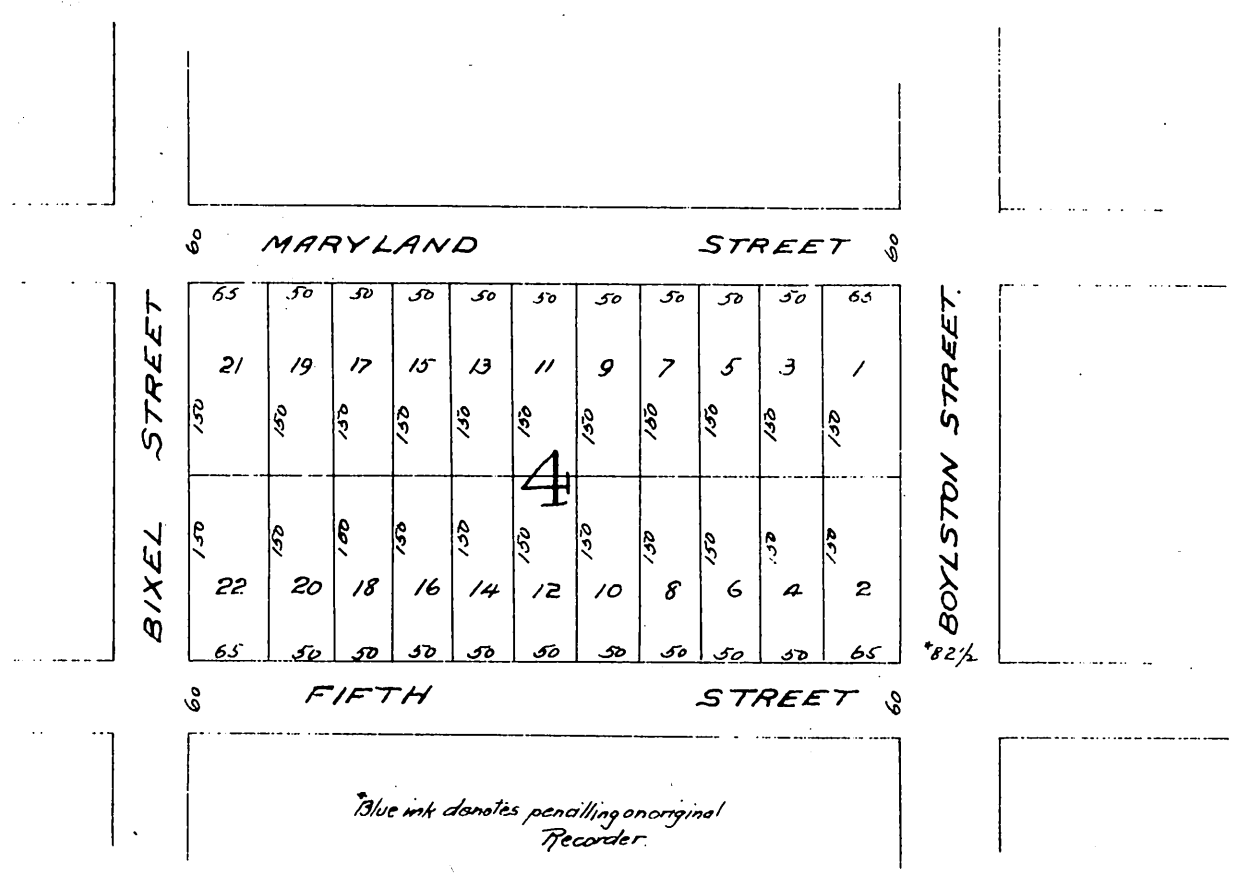 60 MARYLAND STREET 60
65 50 50 50 50 50 50 50 50 50 65
21 19 17 15 13 11 9 7 5 3 1
150 150 150 150 150 150 150 150 150 150 150
4
150 150 160 150 150 150 150 150 150 150 150
22 20 18 16 14 12 10 8 6 4 2
65 50 50 50 50 50 50 50 50 50 65
BIXEL STREET
BOYLSTON STREET.
*82½
60 FIFTH STREET 60
*Blue ink denotes pencilling on original
Recorder.